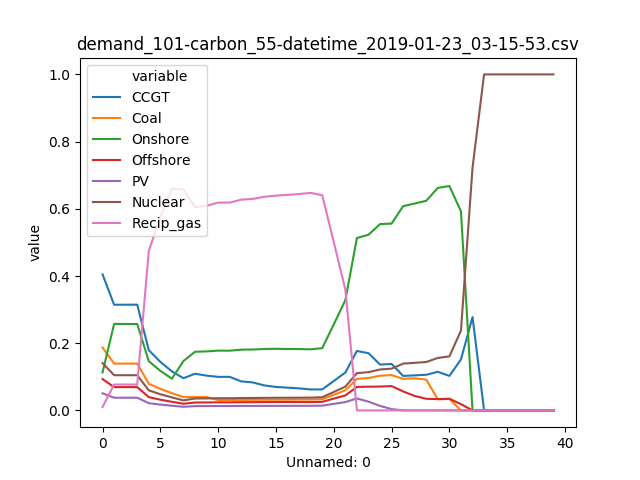 demand_101-carbon_55-datetime_2019-01-23_03-15-53.csv
1.0
0.8
0.6
0.4
0.2
0.0
value
variable
CCGT
Coal
Onshore
Offshore
PV
Nuclear
Recip_gas
0 5 10 15 20 25 30 35 40
Unnamed: 0